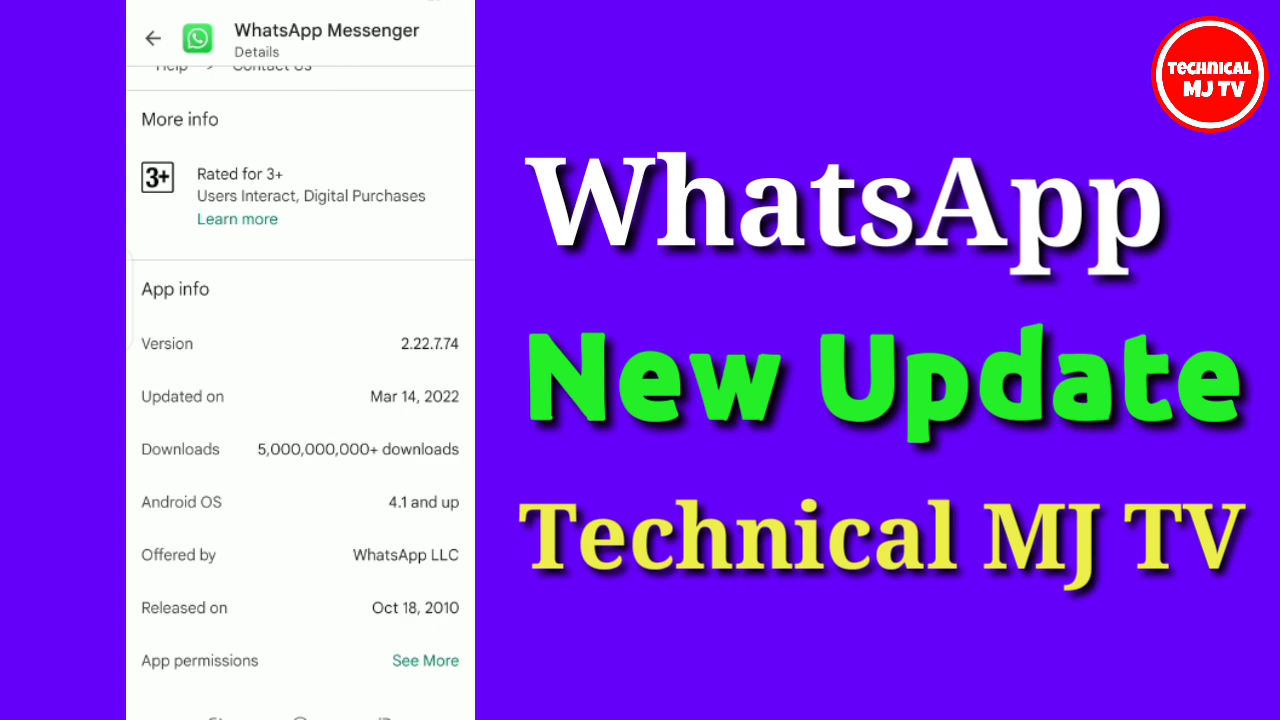 WhatsApp Messenger
Details
Help > Contact Us
More info
3+
Rated for 3+
Users Interact, Digital Purchases
Learn more
App info
Version 2.22.7.74
Updated on Mar 14, 2022
Downloads 5,000,000,000+ downloads
Android OS 4.1 and up
Offered by WhatsApp LLC
Released on Oct 18, 2010
App permissions See More
TECHNICAL
MJ TV
WhatsApp
New Update
Technical MJ TV